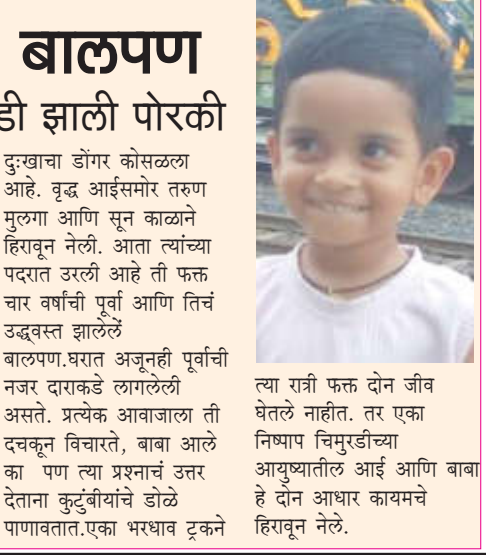 बालपण
डी झाली पोरकी
दुःखाचा डोंगर कोसळला
आहे. वृद्ध आईसमोर तरुण
मुलगा आणि सून काळाने
हिरावून नेली. आता त्यांच्या
पदरात उरली आहे ती फक्त
चार वर्षांची पूर्वा आणि तिचं
उद्ध्वस्त झालेलें
बालपण.घरात अजूनही पूर्वाची
नजर दाराकडे लागलेली
असते. प्रत्येक आवाजाला ती
दचकून विचारते, बाबा आले
का पण त्या प्रश्नाचं उत्तर
देताना कुटुंबीयांचे डोळे
पाणावतात.एका भरधाव ट्रकने
त्या रात्री फक्त दोन जीव
घेतले नाहीत. तर एका
निष्पाप चिमुरडीच्या
आयुष्यातील आई आणि बाबा
हे दोन आधार कायमचे
हिरावून नेले.